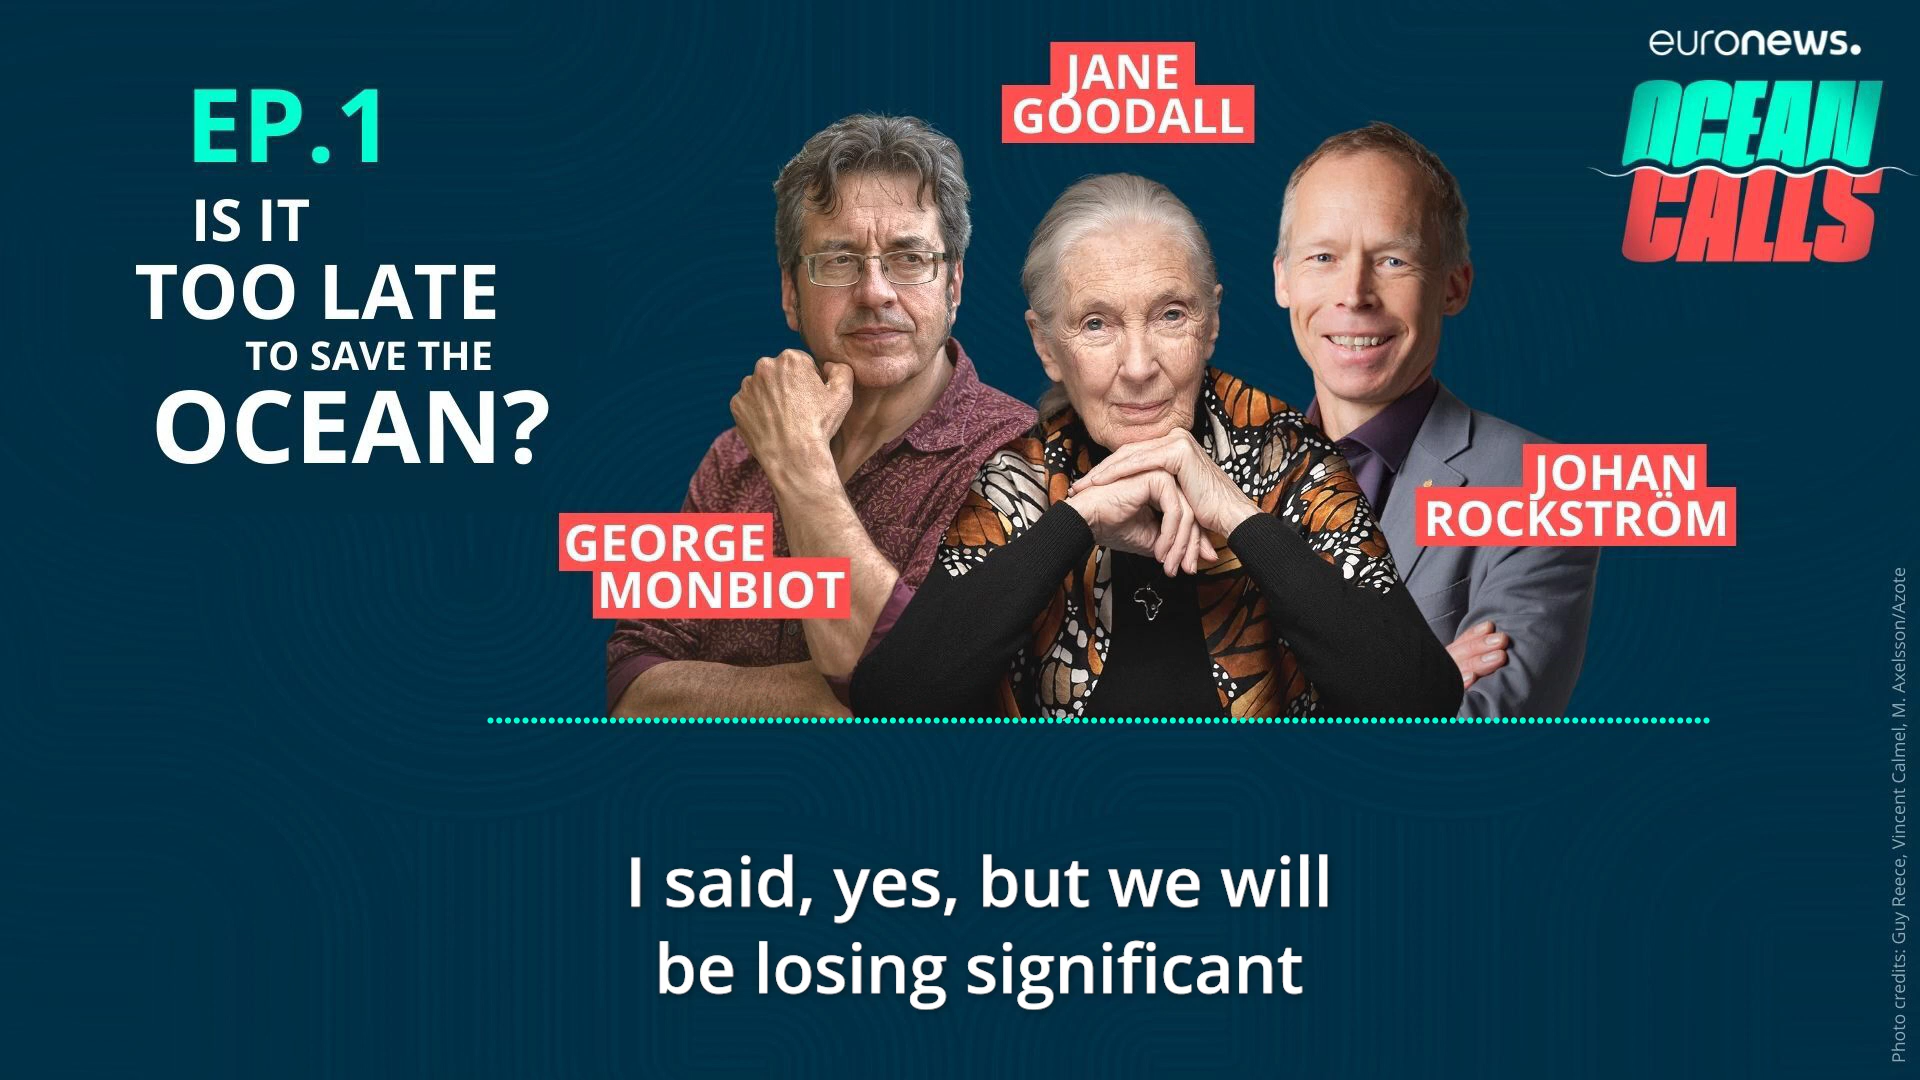 EP.1
IS IT
TOO LATE
TO SAVE THE
OCEAN?
JANE
GOODALL
GEORGE
MONBIOT
JOHAN
ROCKSTRÖM
euronews.
OCEAN
CALLS
I said, yes, but we will
be losing significant
Photo credits: Guy Reece, Vincent Calmel, M. Axelsson/Azote